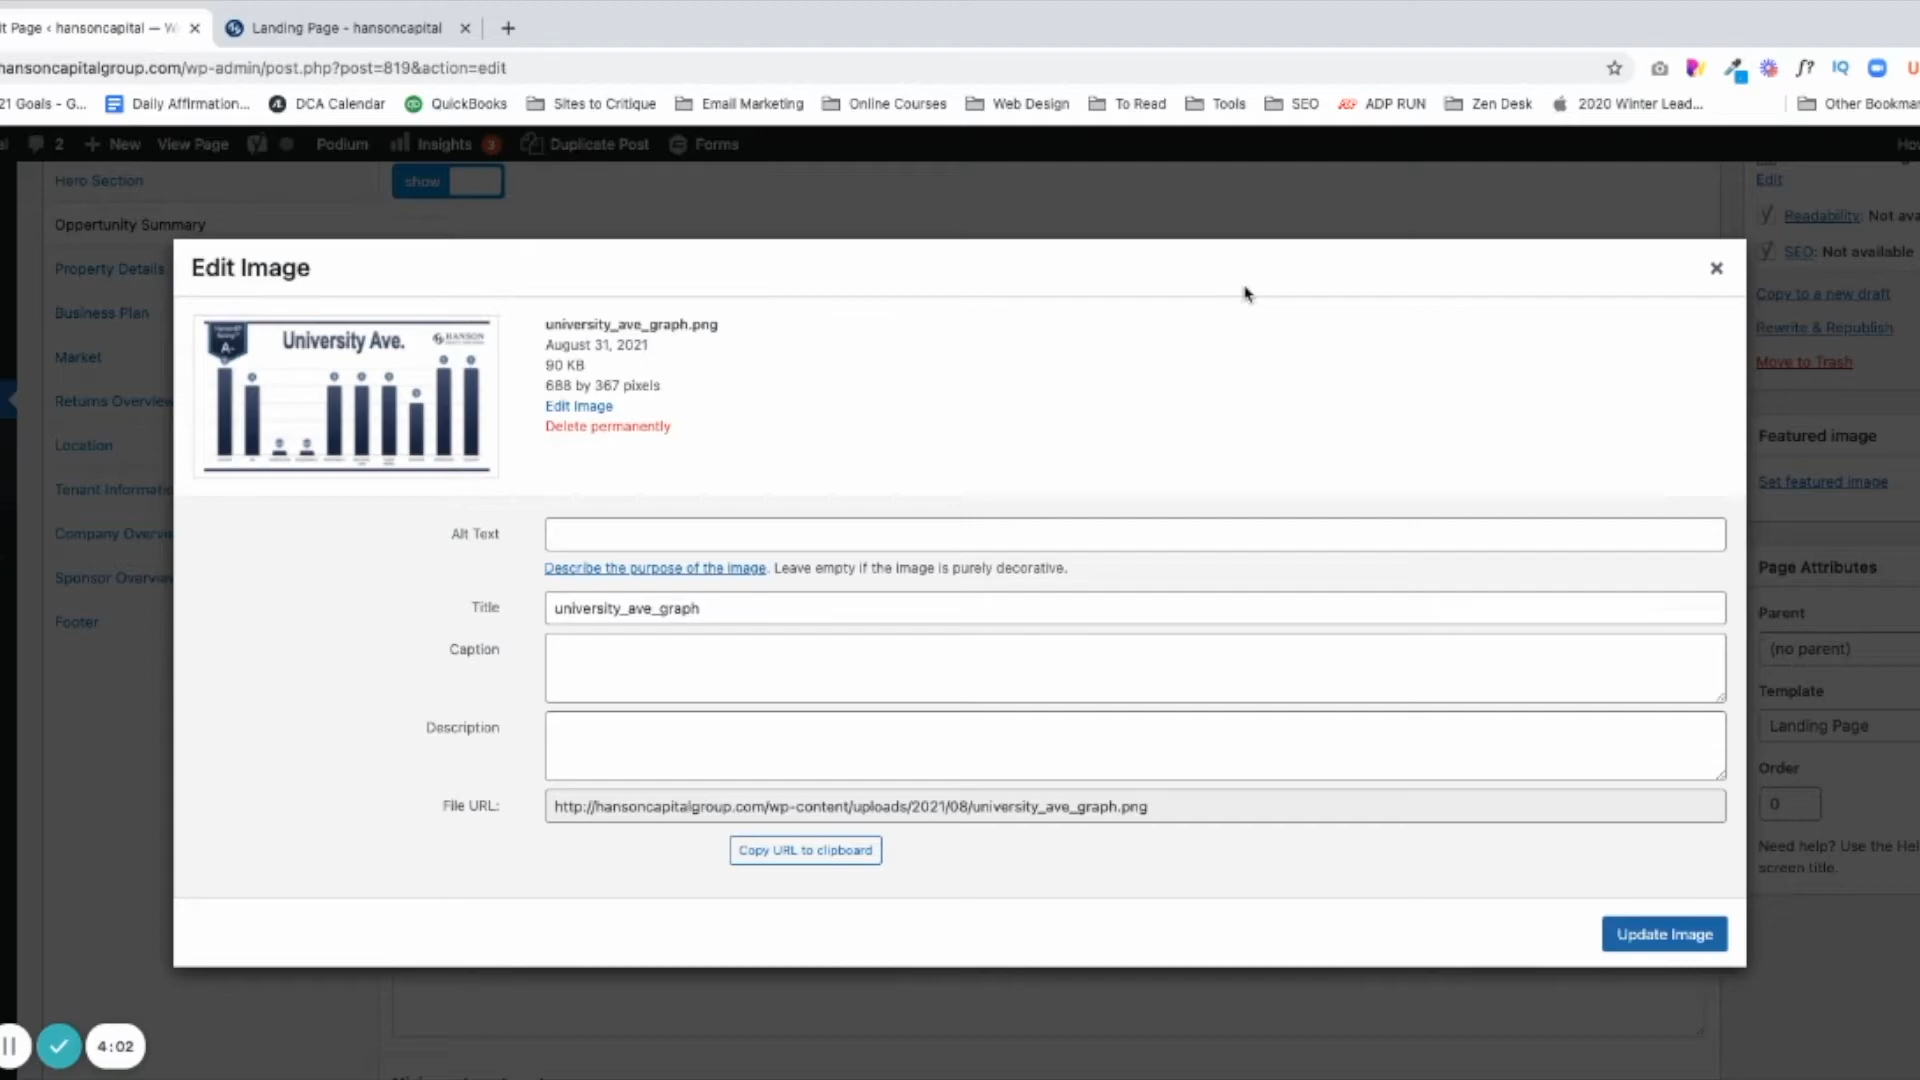 it Page ‹ hansoncapital — W
Landing Page - hansoncapital
hansoncapitalgroup.com/wp-admin/post.php?post=819&action=edit
21 Goals - G...
Daily Affirmation...
DCA Calendar
QuickBooks
Sites to Critique
Email Marketing
Online Courses
Web Design
To Read
Tools
SEO
ADP RUN
Zen Desk
2020 Winter Lead...
Other Bookmar
2
New
View Page
Podium
Insights
3
Duplicate Post
Forms
How
Hero Section
show
Edit
Opportunity Summary
Readability: Not ava
Property Details
SEO: Not available
Business Plan
Copy to a new draft
Market
Rewrite & Republish
Returns Overview
Move to Trash
Location
Tenant Informatio
Company Overvi
Sponsor Overview
Footer
Edit Image
University Ave.
HANSON
A-
university_ave_graph.png
August 31, 2021
90 KB
688 by 367 pixels
Edit Image
Delete permanently
Alt Text
Describe the purpose of the image. Leave empty if the image is purely decorative.
Title
university_ave_graph
Caption
Description
File URL:
http://hansoncapitalgroup.com/wp-content/uploads/2021/08/university_ave_graph.png
Copy URL to clipboard
Update Image
Featured image
Set featured image
Page Attributes
Parent
(no parent)
Template
Landing Page
Order
0
Need help? Use the Hel
screen title.
4:02